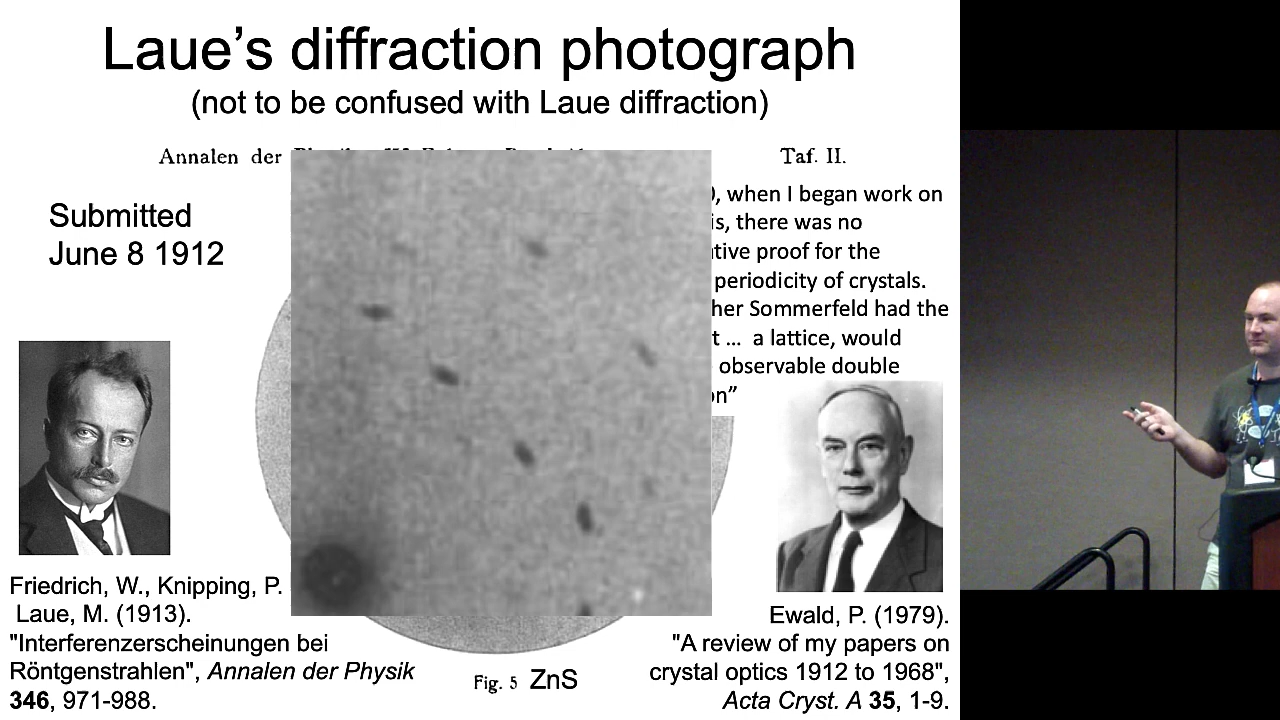 Laue’s diffraction photograph
(not to be confused with Laue diffraction)
Annalen der
Taf. II.
Submitted
June 8 1912
, when I began work on
is, there was no
tive proof for the
periodicity of crystals.
her Sommerfeld had the
t … a lattice, would
observable double
on”
Friedrich, W., Knipping, P.
Laue, M. (1913).
"Interferenzerscheinungen bei
Röntgenstrahlen", Annalen der Physik
346, 971-988.
Fig. 5 ZnS
Ewald, P. (1979).
"A review of my papers on
crystal optics 1912 to 1968",
Acta Cryst. A 35, 1-9.